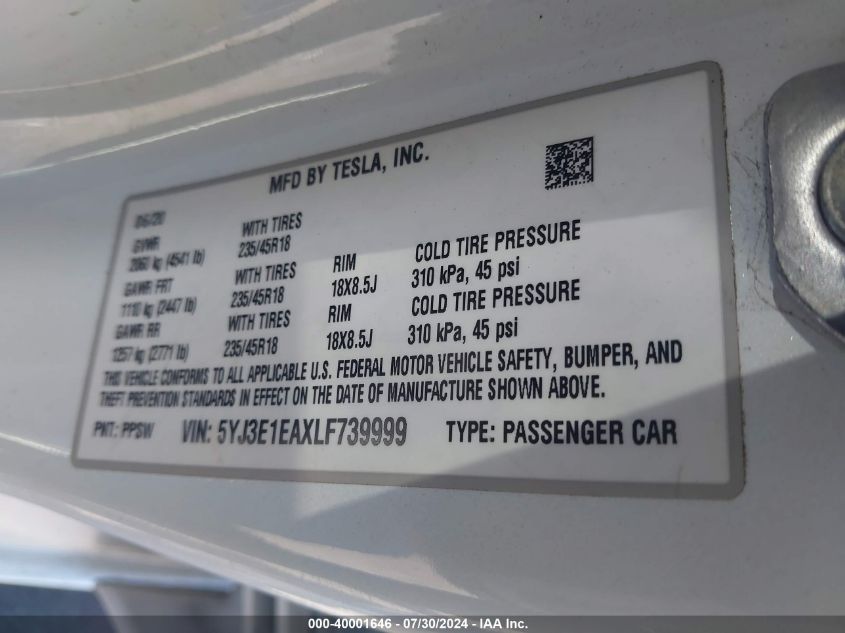 MFD BY TESLA, INC.
06/20
GVWR WITH TIRES
2060 kg (4541 lb) 235/45R18 RIM COLD TIRE PRESSURE
GAWR FRT WITH TIRES 18X8.5J 310 kPa, 45 psi
1110 kg (2447 lb) 235/45R18 RIM COLD TIRE PRESSURE
GAWR RR WITH TIRES 18X8.5J 310 kPa, 45 psi
1257 kg (2771 lb) 235/45R18
THIS VEHICLE CONFORMS TO ALL APPLICABLE U.S. FEDERAL MOTOR VEHICLE SAFETY, BUMPER, AND
THEFT PREVENTION STANDARDS IN EFFECT ON THE DATE OF MANUFACTURE SHOWN ABOVE.
PNT: PPSW VIN: 5YJ3E1EAXLF739999 TYPE: PASSENGER CAR
000-40001646 - 07/30/2024 - IAA Inc.